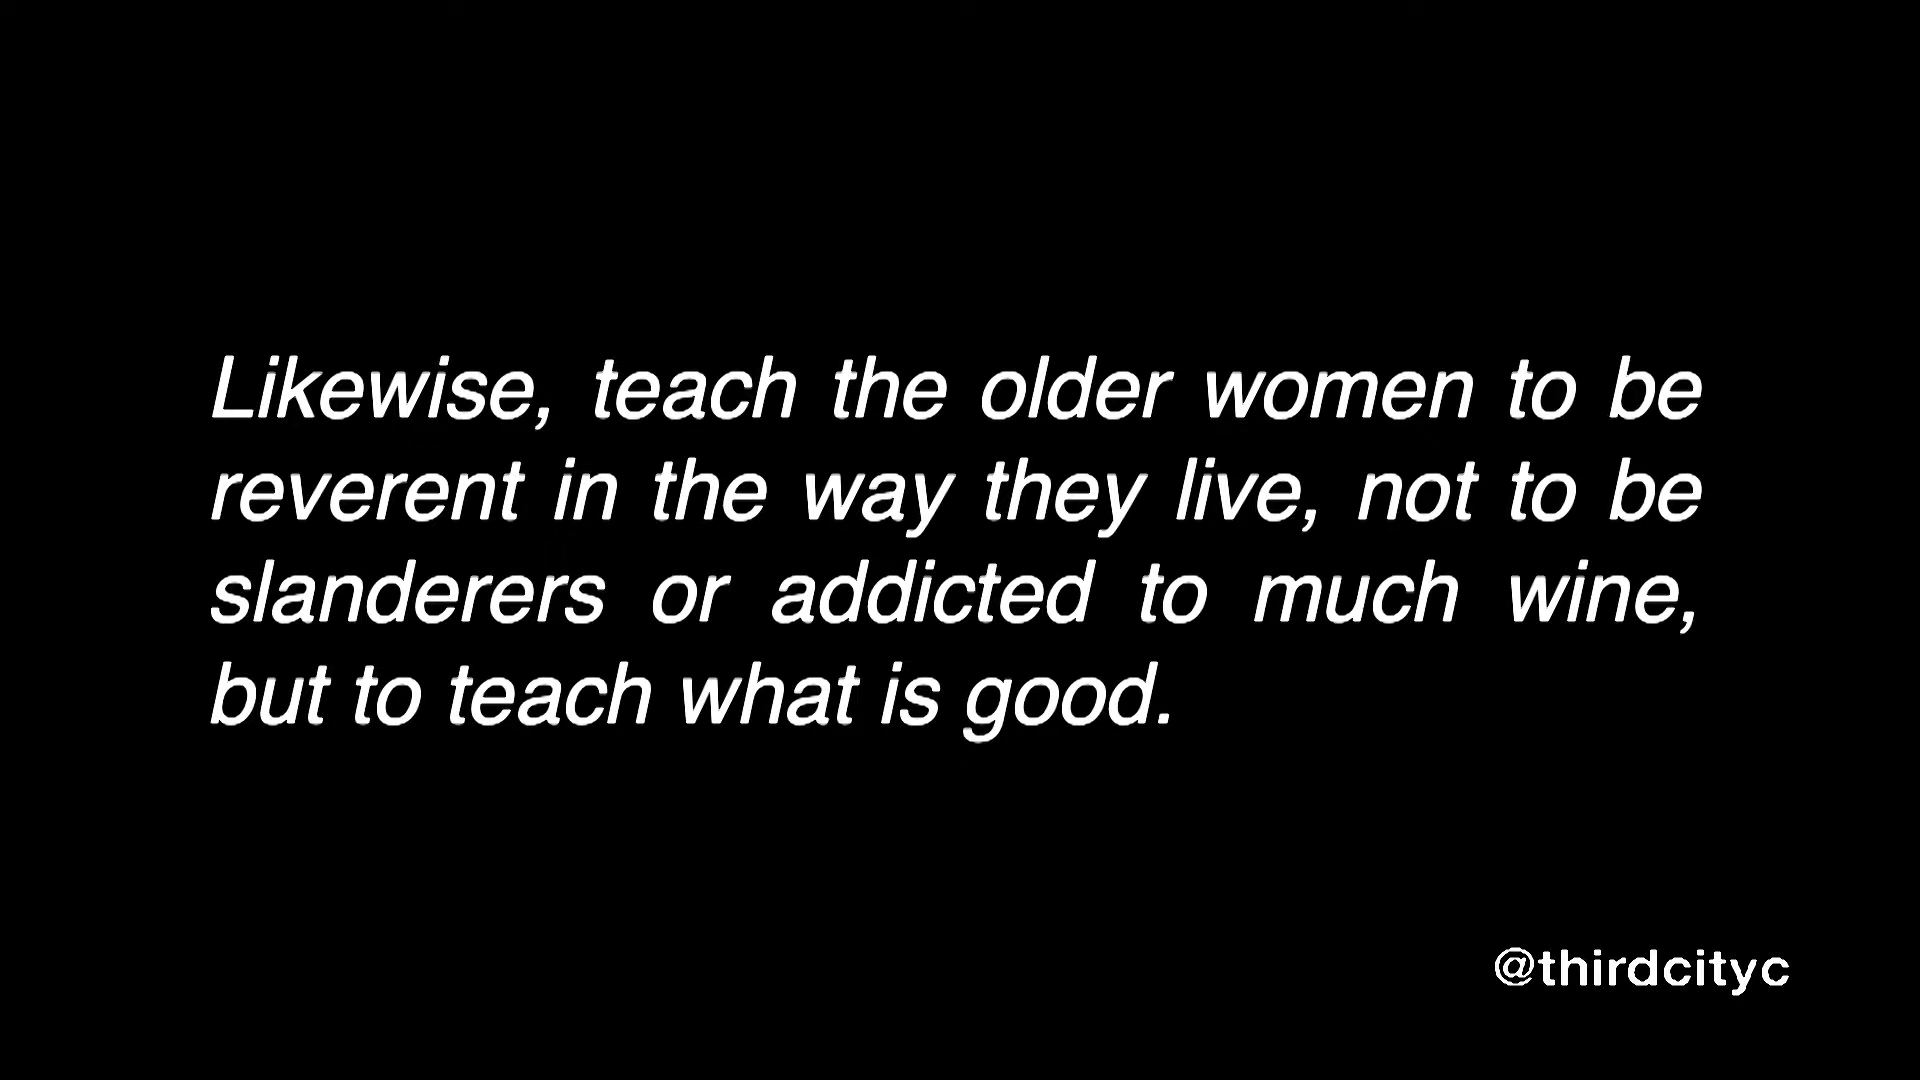 Likewise, teach the older women to be
reverent in the way they live, not to be
slanderers or addicted to much wine,
but to teach what is good.
@thirdcityc